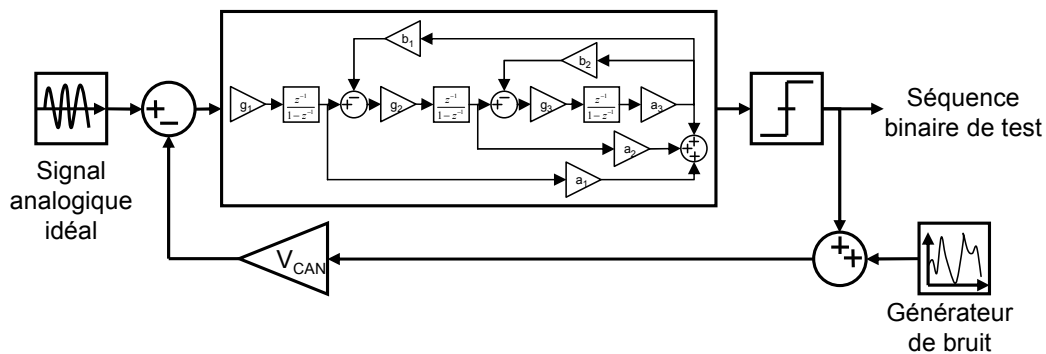 b₁
b₂
g₁
z⁻¹
1−z⁻¹
g₂
z⁻¹
1−z⁻¹
g₃
z⁻¹
1−z⁻¹
a₃
a₂
a₁
Signal
analogique
idéal
Séquence
binaire de test
V_CAN
Générateur
de bruit